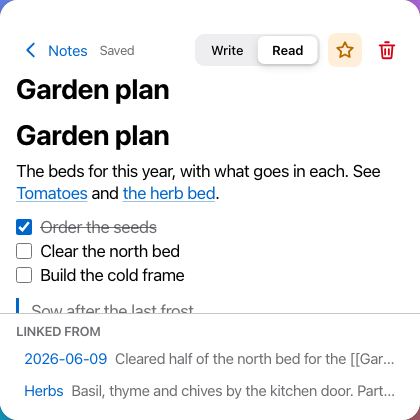 Notes Saved Write Read
Garden plan
Garden plan
The beds for this year, with what goes in each. See
Tomatoes and the herb bed.
Order the seeds
Clear the north bed
Build the cold frame
Sow after the last frost
LINKED FROM
2026-06-09 Cleared half of the north bed for the [[Gar...
Herbs Basil, thyme and chives by the kitchen door. Part...